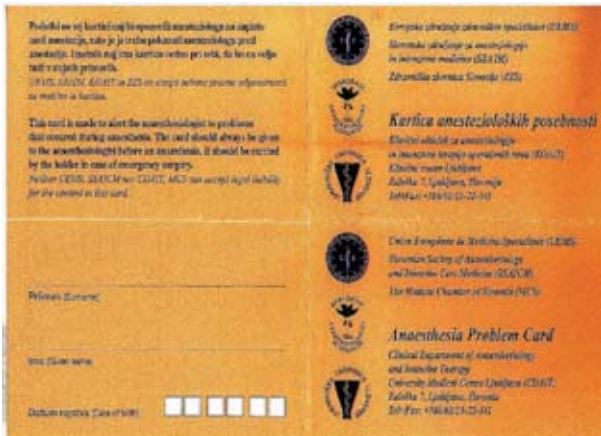 Podatki na tej kartici naj bi opozorili anesteziologa na zaplete
med anestezijo, zato jo je treba pokazati anesteziologu pred
anestezijo. Imetnik naj ima kartico vedno pri sebi, da bo na voljo
tudi v nujnih primerih.
UEMS, SZAIM, KOAIT in ZZS ne
za vsebino te kartice.
This card is made to alert the anaesthesiologist to problems
that occured during anaesthesia. The card should always be given
to the anaesthesiologist before an anaesthesia. It should be carried
by the holder in case of emergency surgery.
Neither UEMS, SSAICM nor CDAIT, MCS can accept legal liability
for the content in this card.
Priimek (Surname)
Ime (Given name)
Datum rojstva (Date of birth)
Evropsko združenje zdravnikov specialistov (UEMS)
Slovensko združenje za anesteziologijo
in intenzivno medicino (SZAIM)
Zdravniška zbornica Slovenije (ZZS)
Kartica anestezioloških posebnosti
Klinični oddelek za anesteziologijo
in intenzivno terapijo operativnih strok (KOAIT)
Klinični center Ljubljana
Zaloška 7, Ljubljana, Slovenija
Tel/Fax:
Union Européenne de Médecins Spécialistes (UEMS)
Slovenian Society of Anaesthesiology
and Intensive Care Medicine (SSAICM)
The Medical Chamber of Slovenia (MCS)
Anaesthesia Problem Card
Clinical Department of Anaesthesiology
and Intensive Therapy
University Medical Centre Ljubljana (CDAIT)
Zaloška 7, Ljubljana, Slovenia
Tel/Fax: